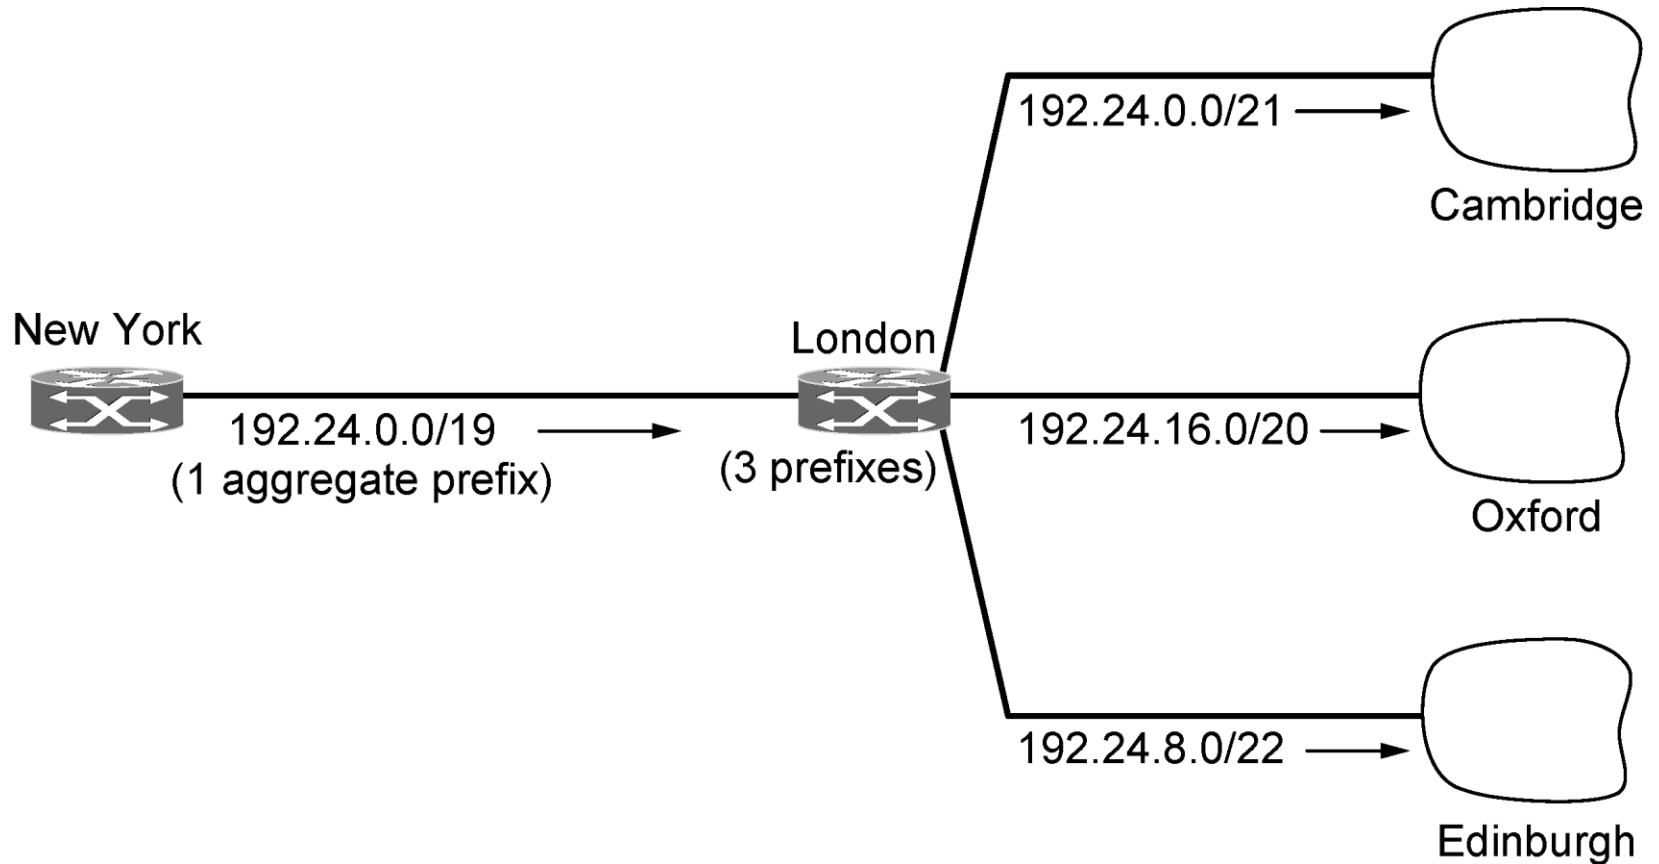 192.24.0.0/21
Cambridge
New York
London
192.24.0.0/19
(1 aggregate prefix)
(3 prefixes)
192.24.16.0/20
Oxford
192.24.8.0/22
Edinburgh